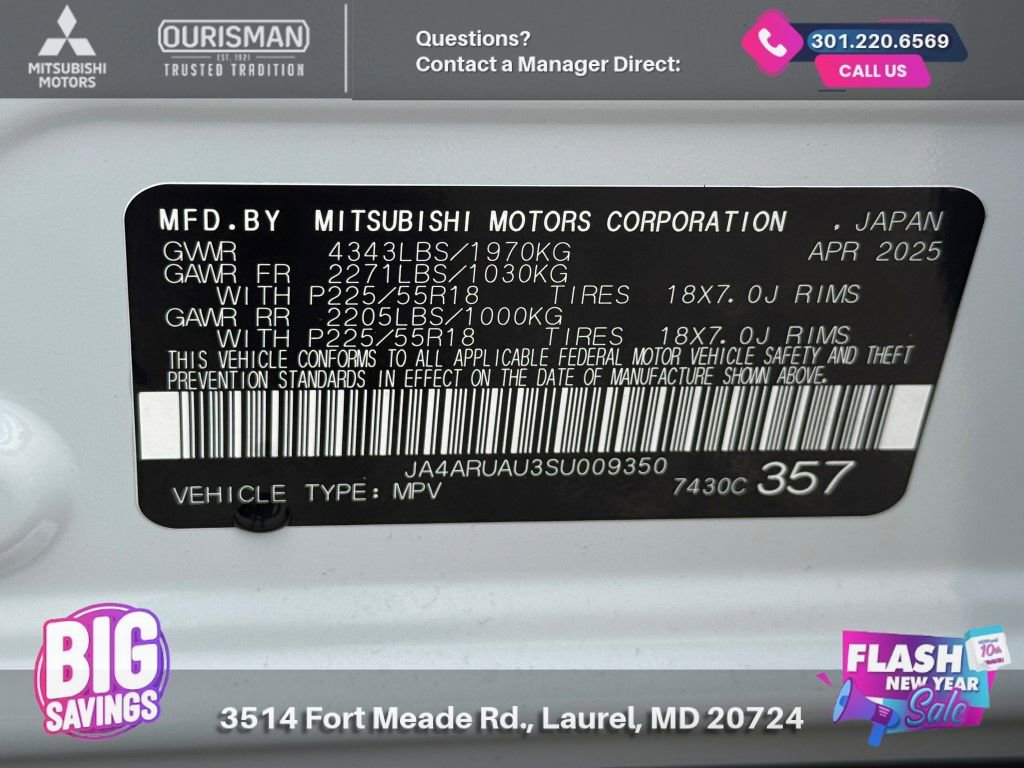 MITSUBISHI
MOTORS
OURISMAN
EST. 1921
TRUSTED TRADITION
Questions?
Contact a Manager Direct:
301.220.6569
CALL US
MFD.BY MITSUBISHI MOTORS CORPORATION . JAPAN
GVWR 4343LBS/1970KG APR 2025
GAWR FR 2271LBS/1030KG
WITH P225/55R18 TIRES 18X7.0J RIMS
GAWR RR 2205LBS/1000KG
WITH P225/55R18 TIRES 18X7.0J RIMS
THIS VEHICLE CONFORMS TO ALL APPLICABLE FEDERAL MOTOR VEHICLE SAFETY AND THEFT
PREVENTION STANDARDS IN EFFECT ON THE DATE OF MANUFACTURE SHOWN ABOVE.
JA4ARUAU3SU009350
VEHICLE TYPE: MPV 7430C 357
BIG
SAVINGS
3514 Fort Meade Rd., Laurel, MD 20724
FLASH
NEW YEAR
Sale